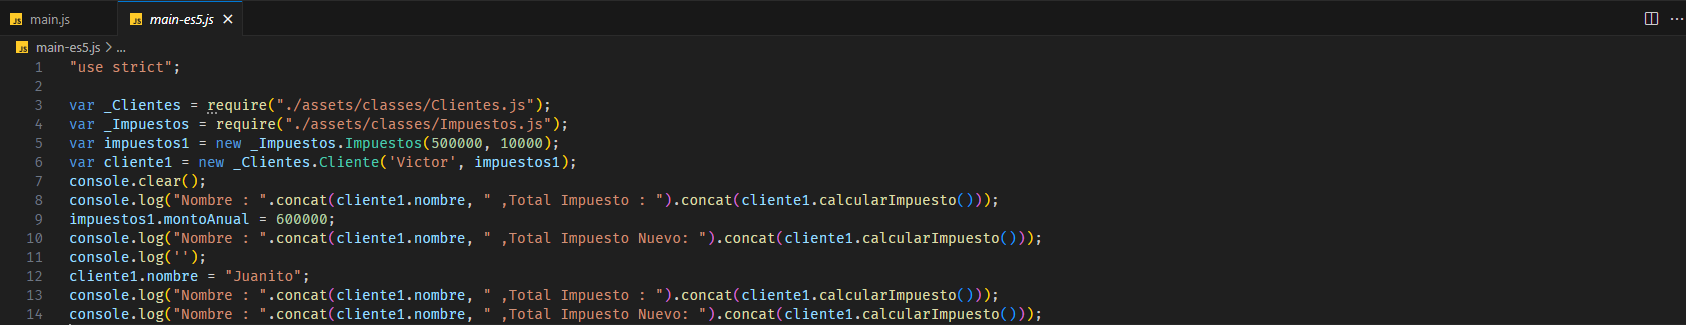 JS main.js JS main-es5.js × ...
JS main-es5.js > ...
1 "use strict";
2
3 var _Clientes = require("./assets/classes/Clientes.js");
4 var _Impuestos = require("./assets/classes/Impuestos.js");
5 var impuestos1 = new _Impuestos.Impuestos(500000, 10000);
6 var cliente1 = new _Clientes.Cliente('Victor', impuestos1);
7 console.clear();
8 console.log("Nombre : ".concat(cliente1.nombre, " ,Total Impuesto : ").concat(cliente1.calcularImpuesto()));
9 impuestos1.montoAnual = 600000;
10 console.log("Nombre : ".concat(cliente1.nombre, " ,Total Impuesto Nuevo: ").concat(cliente1.calcularImpuesto()));
11 console.log('');
12 cliente1.nombre = "Juanito";
13 console.log("Nombre : ".concat(cliente1.nombre, " ,Total Impuesto : ").concat(cliente1.calcularImpuesto()));
14 console.log("Nombre : ".concat(cliente1.nombre, " ,Total Impuesto Nuevo: ").concat(cliente1.calcularImpuesto()));